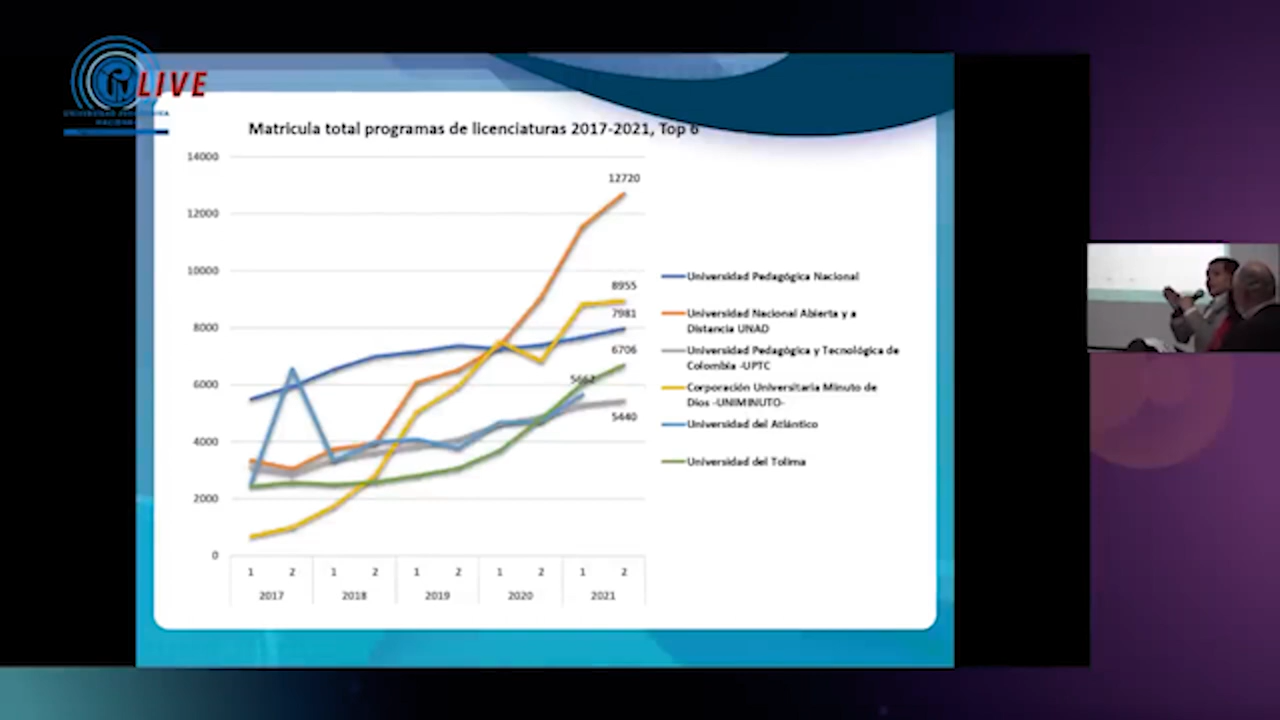 LIVE
UNIVERSIDAD PEDAGÓGICA
NACIONAL
Matricula total programas de licenciaturas 2017-2021, Top 6
14000
12000
10000
8000
6000
4000
2000
0
12720
8955
7981
6706
5662
5440
1 2 1 2 1 2 1 2 1 2
2017 2018 2019 2020 2021
Universidad Pedagógica Nacional
Universidad Nacional Abierta y a
Distancia UNAD
Universidad Pedagógica y Tecnológica de
Colombia -UPTC
Corporación Universitaria Minuto de
Dios -UNIMINUTO-
Universidad del Atlántico
Universidad del Tolima